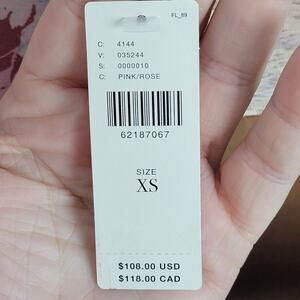 FL_89
C: 4144
V: 035244
S: 0000010
C: PINK/ROSE
62187067
SIZE
XS
$108.00 USD
$118.00 CAD